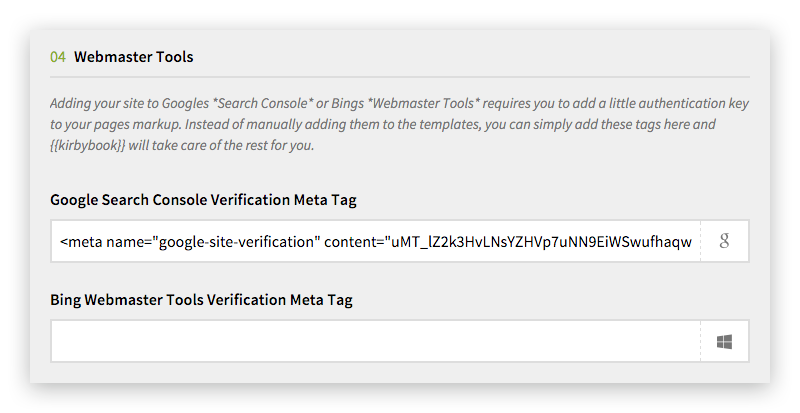 04 Webmaster Tools
Adding your site to Googles *Search Console* or Bings *Webmaster Tools* requires you to add a little authentication key
to your pages markup. Instead of manually adding them to the templates, you can simply add these tags here and
{{kirbybook}} will take care of the rest for you.
Google Search Console Verification Meta Tag
<meta name="google-site-verification" content="uMT_lZ2k3HvLNsYZHVp7uNN9EiWSwufhaqw
g
Bing Webmaster Tools Verification Meta Tag